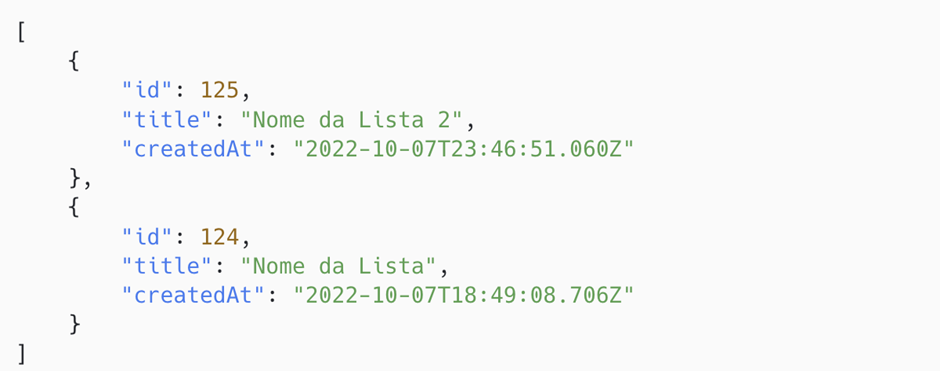 [
    {
        "id": 125,
        "title": "Nome da Lista 2",
        "createdAt": "2022-10-07T23:46:51.060Z"
    },
    {
        "id": 124,
        "title": "Nome da Lista",
        "createdAt": "2022-10-07T18:49:08.706Z"
    }
]